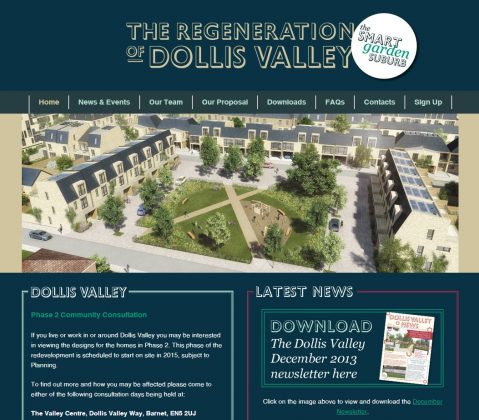 THE REGENERATION
OF DOLLIS VALLEY
the
SMART
garden
SUBURB
Home
News & Events
Our Team
Our Proposal
Downloads
FAQs
Contacts
Sign Up
DOLLIS VALLEY
Phase 2 Community Consultation
If you live or work in or around Dollis Valley you may be interested
in viewing the designs for the homes in Phase 2. This phase of the
redevelopment is scheduled to start on site in 2015, subject to
Planning.
To find out more and how you may be affected please come to
either of the following consultation days being held at:
The Valley Centre, Dollis Valley Way, Barnet, EN5 2UJ
LATEST NEWS
DOWNLOAD
The Dollis Valley
December 2013
newsletter here
DOLLIS VALLEY
NEWS
Click on the image above to view and download the December
Newsletter.